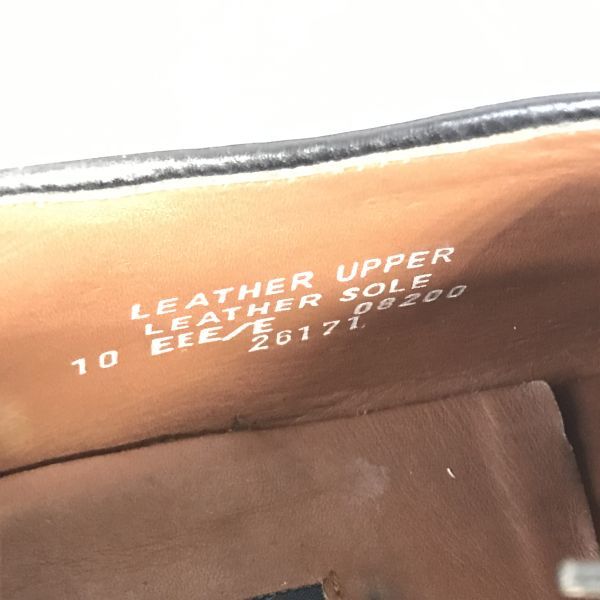 LEATHER UPPER
LEATHER SOLE
10 EEE/E 08200
26171